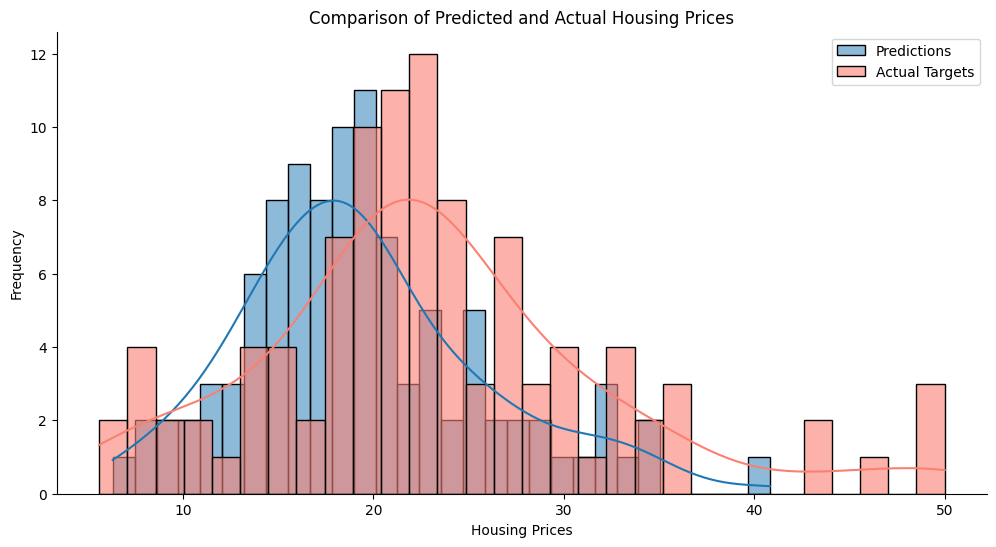 Comparison of Predicted and Actual Housing Prices
Predictions
Actual Targets
Frequency
12
10
8
6
4
2
0
10
20
30
40
50
Housing Prices